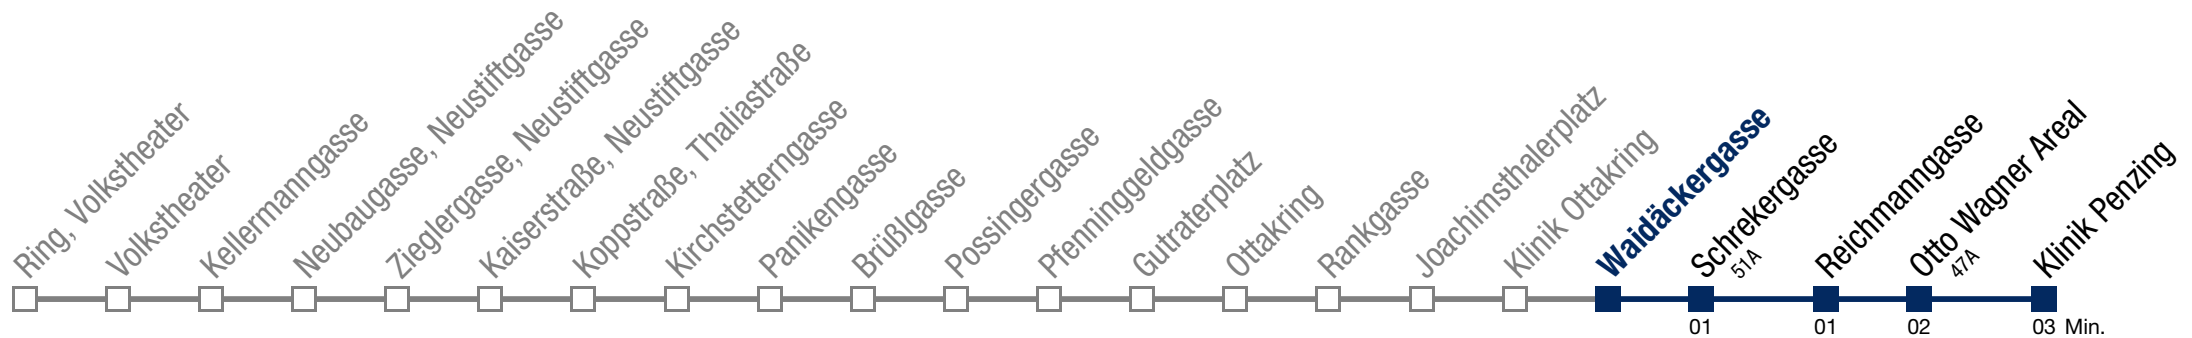 Ring, Volkstheater
Volkstheater
Kellermanngasse
Neubaugasse, Neustiftgasse
Zieglergasse, Neustiftgasse
Kaiserstraße, Neustiftgasse
Koppstraße, Thaliastraße
Kirchstetterngasse
Panikengasse
Brüßlgasse
Possingergasse
Pfenninggeldgasse
Gutraterplatz
Ottakring
Rankgasse
Joachimsthalerplatz
Klinik Ottakring
Waidäckergasse
Schrekergasse
51A
Reichmanngasse
Otto Wagner Areal
47A
Klinik Penzing
01 01 02 03 Min.